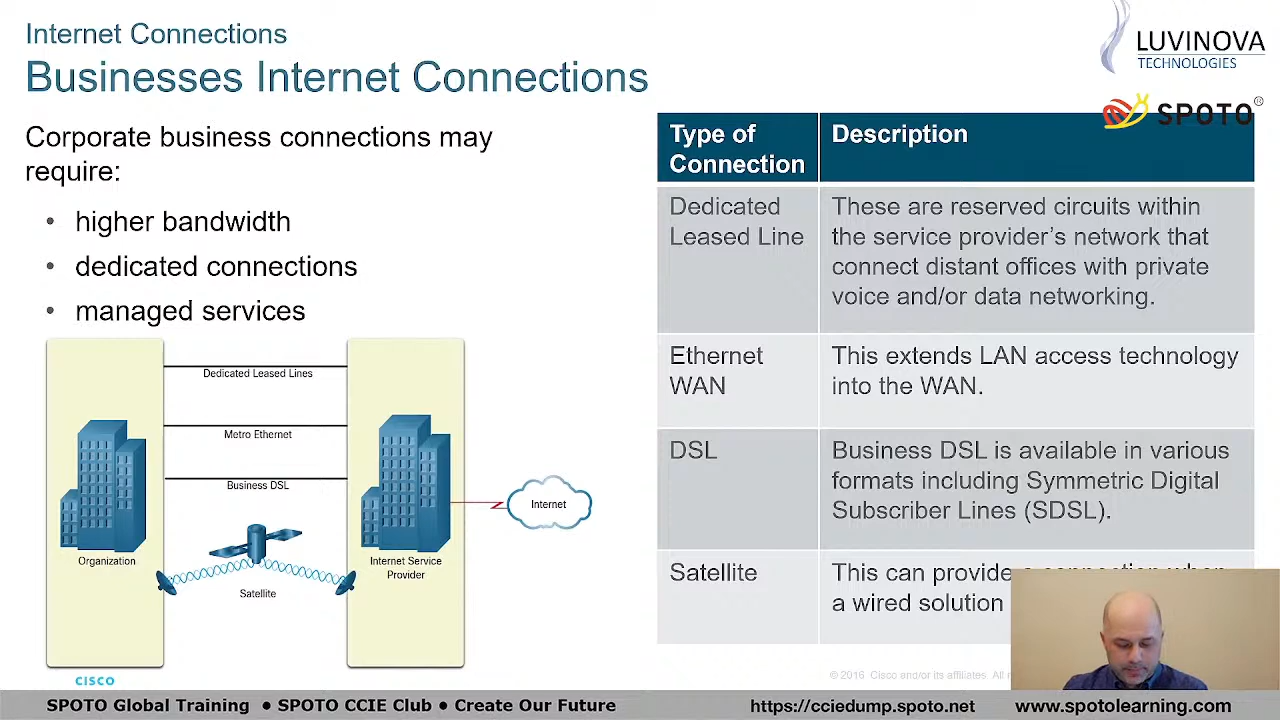 Internet Connections
Businesses Internet Connections
LUVINOVA
TECHNOLOGIES
SPOTO®
Corporate business connections may
require:
• higher bandwidth
• dedicated connections
• managed services
Dedicated Leased Lines
Metro Ethernet
Business DSL
Internet
Organization
Internet Service
Provider
Satellite
Type of
Connection
Description
Dedicated
Leased Line
These are reserved circuits within
the service provider’s network that
connect distant offices with private
voice and/or data networking.
Ethernet
WAN
This extends LAN access technology
into the WAN.
DSL
Business DSL is available in various
formats including Symmetric Digital
Subscriber Lines (SDSL).
Satellite
This can provide
a wired solution
CISCO
© 2016 Cisco and/or its affiliates. All
SPOTO Global Training ● SPOTO CCIE Club ● Create Our Future
https://cciedump.spoto.net
www.spotolearning.com